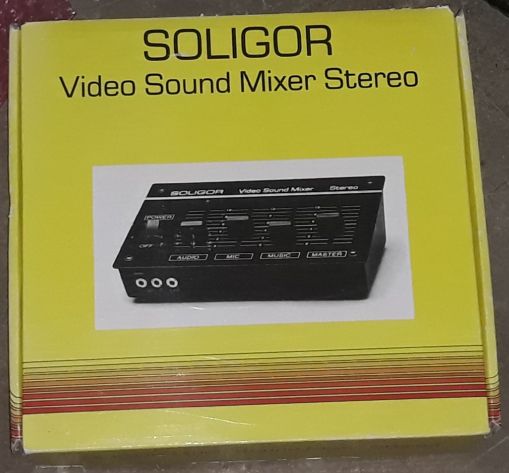 SOLIGOR
Video Sound Mixer Stereo
SOLIGOR Video Sound Mixer Stereo
POWER
OFF
AUDIO MIC MUSIC MASTER